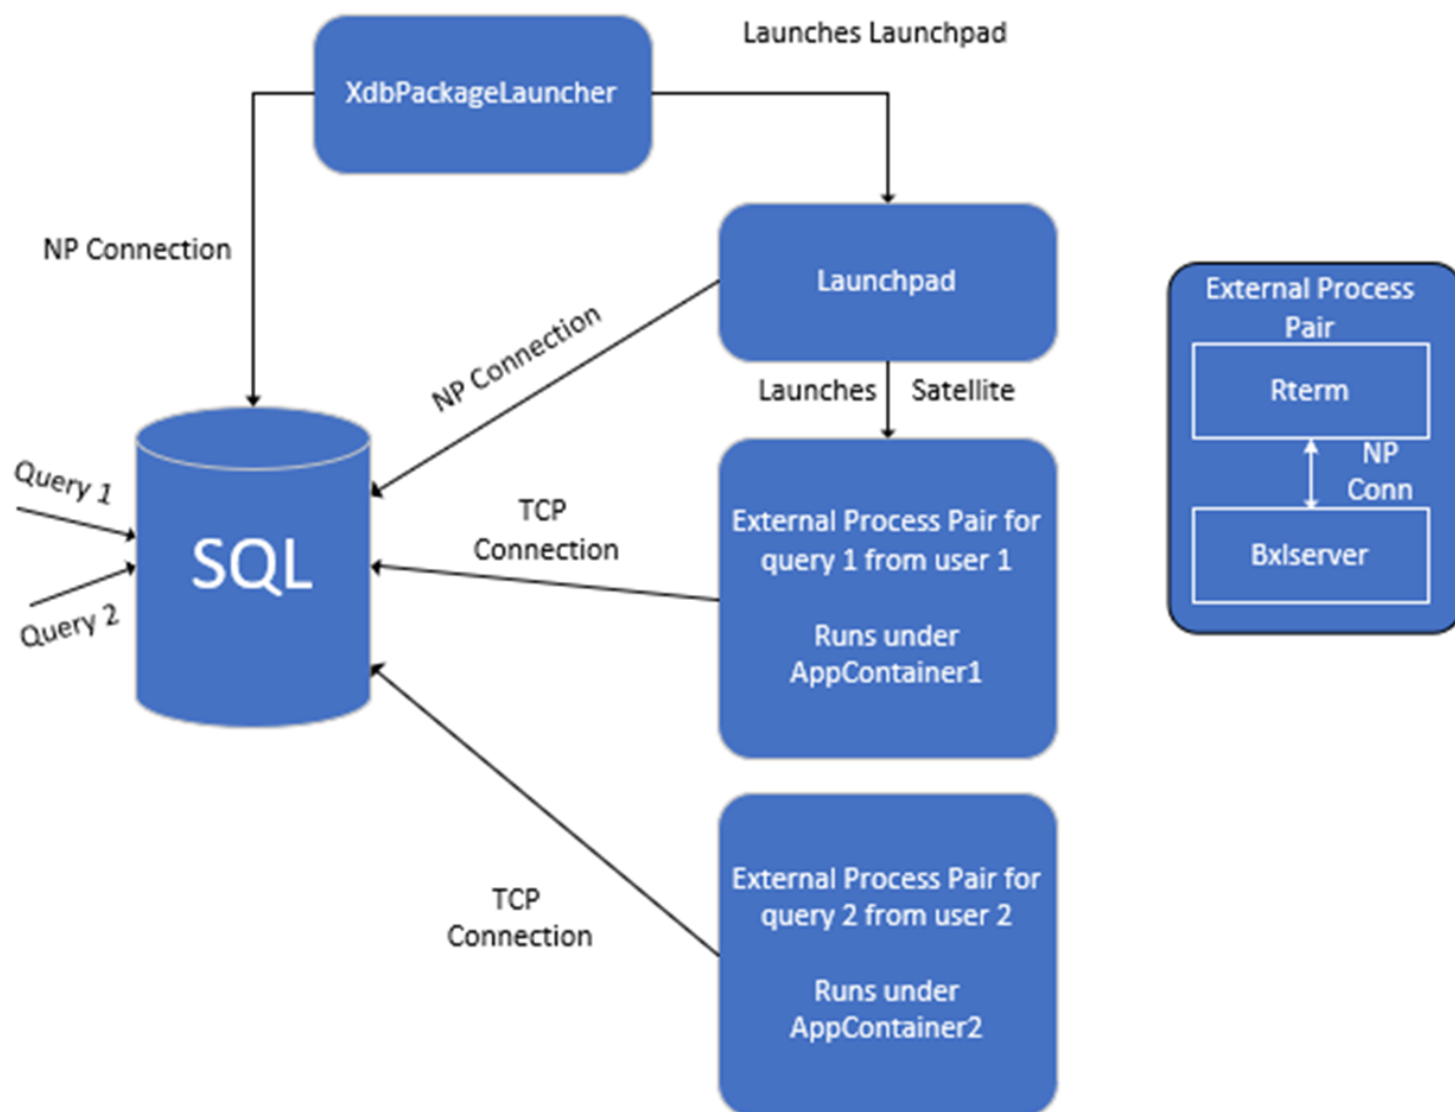 Launches Launchpad
XdbPackageLauncher
NP Connection
Launchpad
NP Connection
Launches Satellite
External Process
Pair
Rterm
NP
Conn
Bxlserver
Query 1
Query 2
SQL
TCP
Connection
External Process Pair for
query 1 from user 1
Runs under
AppContainer1
TCP
Connection
External Process Pair for
query 2 from user 2
Runs under
AppContainer2